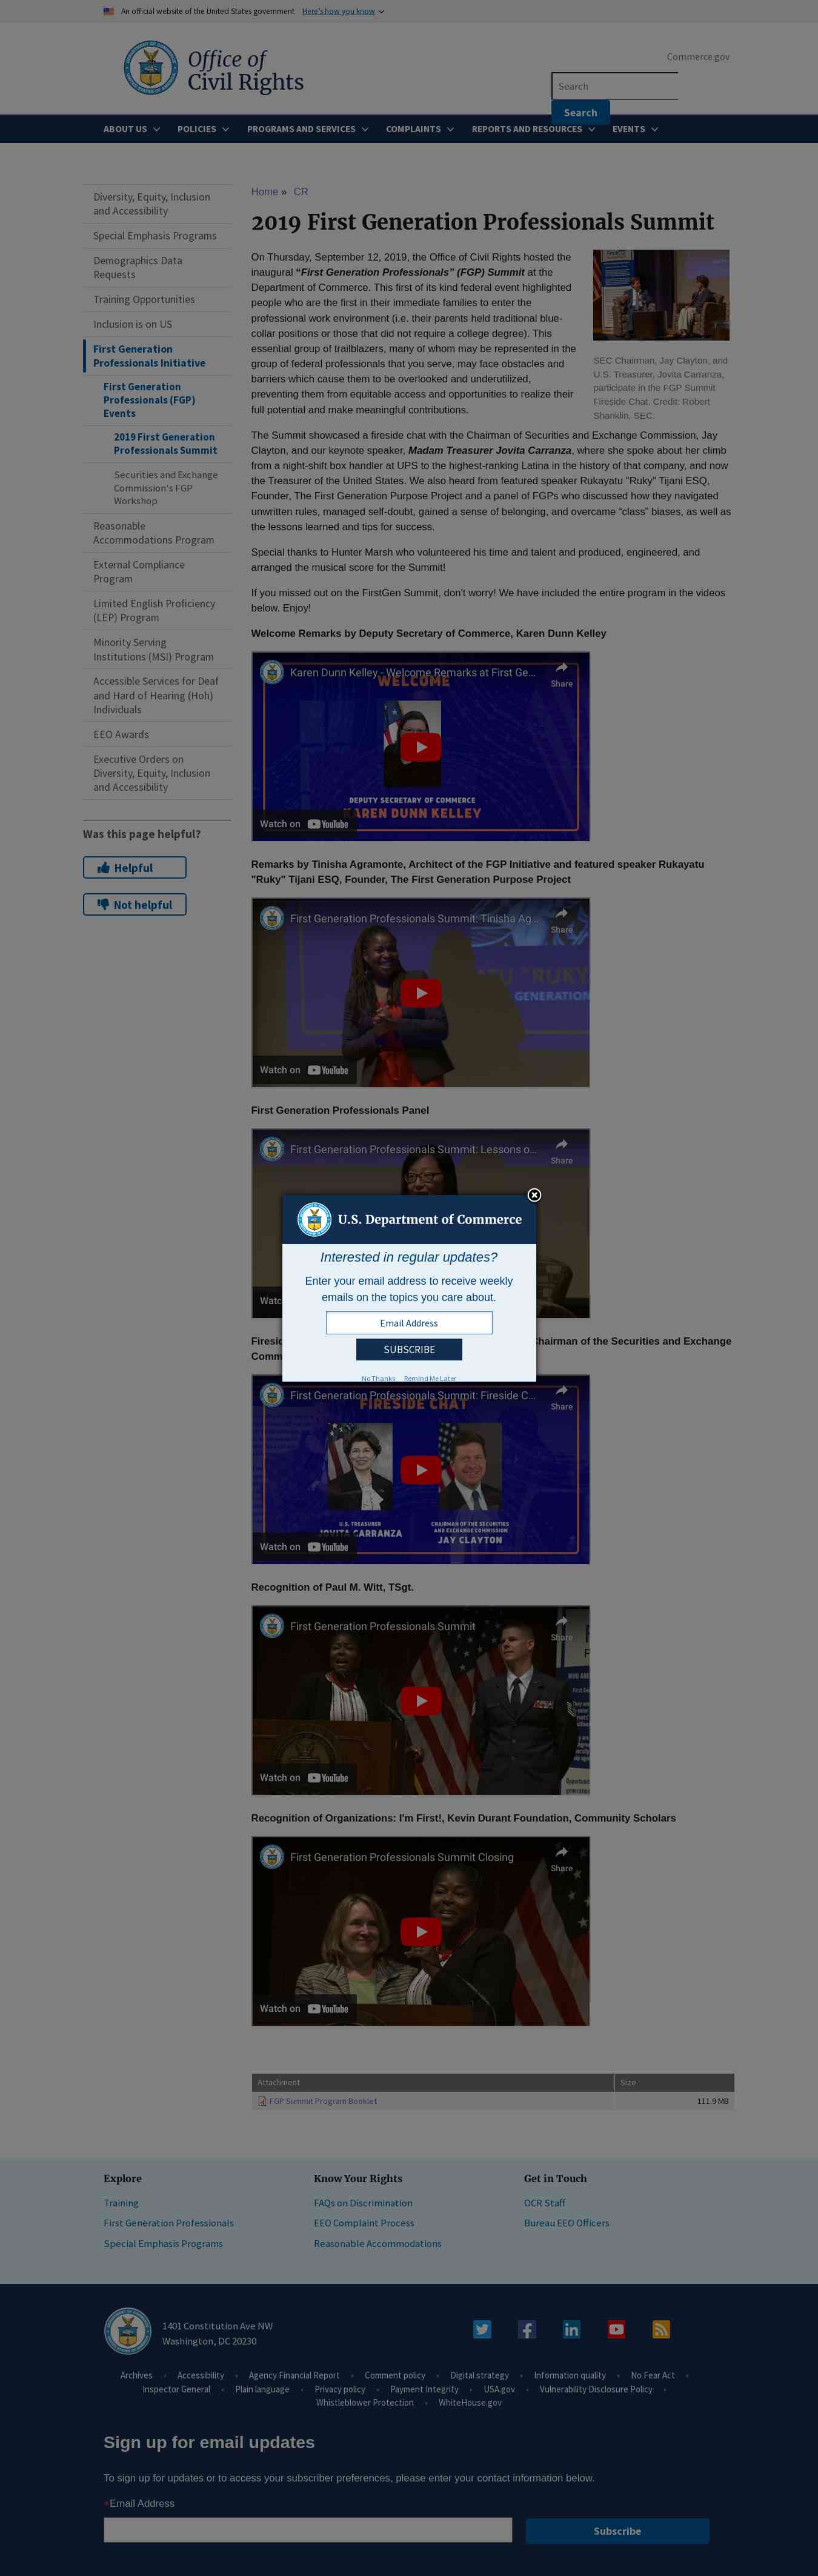 An official website of the United States government Here's how you know
Office of
Civil Rights
Commerce.gov
Search
Search
ABOUT US
POLICIES
PROGRAMS AND SERVICES
COMPLAINTS
REPORTS AND RESOURCES
EVENTS
Diversity, Equity, Inclusion
and Accessibility
Special Emphasis Programs
Demographics Data
Requests
Training Opportunities
Inclusion is on US
First Generation
Professionals Initiative
First Generation
Professionals (FGP)
Events
2019 First Generation
Professionals Summit
Securities and Exchange
Commission's FGP
Workshop
Reasonable
Accommodations Program
External Compliance
Program
Limited English Proficiency
(LEP) Program
Minority Serving
Institutions (MSI) Program
Accessible Services for Deaf
and Hard of Hearing (Hoh)
Individuals
EEO Awards
Executive Orders on
Diversity, Equity, Inclusion
and Accessibility
Was this page helpful?
Helpful
Not helpful
Home » CR
2019 First Generation Professionals Summit
On Thursday, September 12, 2019, the Office of Civil Rights hosted the
inaugural “First Generation Professionals” (FGP) Summit at the
Department of Commerce. This first of its kind federal event highlighted
people who are the first in their immediate families to enter the
professional work environment (i.e. their parents held traditional blue-
collar positions or those that did not require a college degree). This
essential group of trailblazers, many of whom may be represented in the
over four generations of federal professionals, may face obstacles and
barriers which cause them to be overlooked and underutilized,
preventing them from equitable growth and opportunities to realize their
full potential and make meaningful contributions.
SEC Chairman, Jay Clayton, and
U.S. Treasurer, Jovita Carranza,
participate in the FGP Summit
Fireside Chat. Credit: Robert
Shanklin, SEC.
The Summit showcased a fireside chat with the Chairman of Securities and Exchange Commission, Jay
Clayton, and our keynote speaker, Madam Treasurer Jovita Carranza, where she spoke about her climb
from a night-shift box handler at UPS to the highest-ranking Latina in the history of that company, and now
the Treasurer of the United States. We also heard from featured speaker Rukayatu "Ruky" Tijani ESQ,
Founder, The First Generation Purpose Project and a panel of FGPs who discussed how they navigated
unwritten rules, managed self-doubt, gained a sense of belonging, and overcame “class” biases, as well as
the lessons learned and tips for success.
Special thanks to Hunter Marsh who volunteered his time and talent and produced, engineered, and
arranged the musical score for the Summit!
If you missed out on the FirstGen Summit, don't worry! We have included the entire program in the videos
below. Enjoy!
Welcome Remarks by Deputy Secretary of Commerce, Karen Dunn Kelley
Karen Dunn Kelley - Welcome Remarks at First Ge...
Share
WELCOME
DEPUTY SECRETARY OF COMMERCE
KAREN DUNN KELLEY
Watch on YouTube
Remarks by Tinisha Agramonte, Architect of the FGP Initiative and featured speaker Rukayatu
"Ruky" Tijani ESQ, Founder, The First Generation Purpose Project
First Generation Professionals Summit: Tinisha Ag...
Share
GENERATION
Watch on YouTube
First Generation Professionals Panel
First Generation Professionals Summit: Lessons o...
Share
U.S. Department of Commerce
Interested in regular updates?
Enter your email address to receive weekly
emails on the topics you care about.
Email Address
SUBSCRIBE
No Thanks Remind Me Later
Chairman of the Securities and Exchange
First Generation Professionals Summit: Fireside C...
Share
FIRESIDE CHAT
U.S. TREASURER
JOVITA CARRANZA
CHAIRMAN OF THE SECURITIES
AND EXCHANGE COMMISSION
JAY CLAYTON
Watch on YouTube
Recognition of Paul M. Witt, TSgt.
First Generation Professionals Summit
Share
Watch on YouTube
Recognition of Organizations: I'm First!, Kevin Durant Foundation, Community Scholars
First Generation Professionals Summit Closing
Share
Watch on YouTube
Attachment Size
FGP Summit Program Booklet 111.9 MB
Explore
Training
First Generation Professionals
Special Emphasis Programs
Know Your Rights
FAQs on Discrimination
EEO Complaint Process
Reasonable Accommodations
Get in Touch
OCR Staff
Bureau EEO Officers
1401 Constitution Ave NW
Washington, DC 20230
Archives • Accessibility • Agency Financial Report • Comment policy • Digital strategy • Information quality • No Fear Act •
Inspector General • Plain language • Privacy policy • Payment Integrity • USA.gov • Vulnerability Disclosure Policy •
Whistleblower Protection • WhiteHouse.gov
Sign up for email updates
To sign up for updates or to access your subscriber preferences, please enter your contact information below.
*Email Address
Subscribe